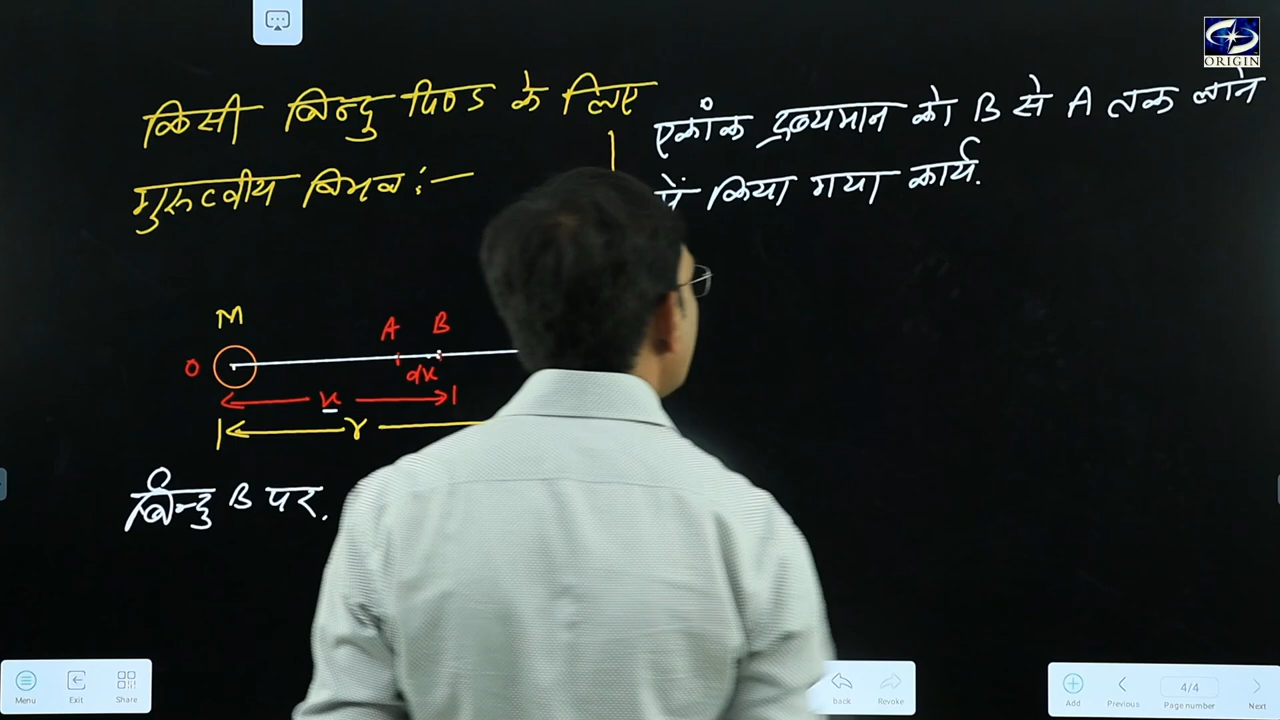 किसी बिन्दु पिण्ड के लिए
गुरुत्वीय विभव :-
एकांक द्रव्यमान को B से A तक लाने
में किया गया कार्य.
M
A B
O
dx
x
r
बिन्दु B पर.
ORIGIN
Menu Exit Share
back Revoke
Add Previous 4/4 Page number Next